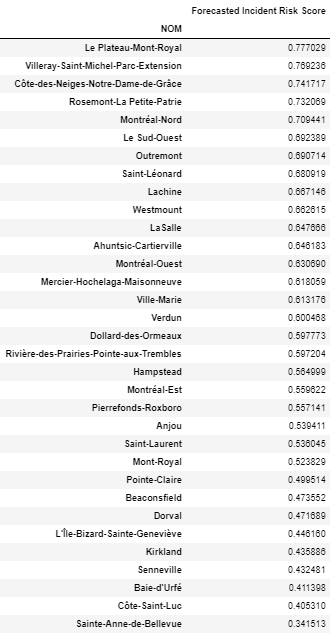 Forecasted Incident Risk Score
NOM
Le Plateau-Mont-Royal 0.777029
Villeray-Saint-Michel-Parc-Extension 0.769236
Côte-des-Neiges-Notre-Dame-de-Grâce 0.741717
Rosemont-La Petite-Patrie 0.732069
Montréal-Nord 0.709441
Le Sud-Ouest 0.692389
Outremont 0.690714
Saint-Léonard 0.680919
Lachine 0.667146
Westmount 0.662615
LaSalle 0.647666
Ahuntsic-Cartierville 0.646183
Montréal-Ouest 0.630690
Mercier-Hochelaga-Maisonneuve 0.618059
Ville-Marie 0.613176
Verdun 0.600468
Dollard-des-Ormeaux 0.597773
Rivière-des-Prairies-Pointe-aux-Trembles 0.597204
Hampstead 0.564999
Montréal-Est 0.559622
Pierrefonds-Roxboro 0.557141
Anjou 0.539411
Saint-Laurent 0.536045
Mont-Royal 0.523829
Pointe-Claire 0.499514
Beaconsfield 0.473552
Dorval 0.471689
L'Île-Bizard-Sainte-Geneviève 0.446160
Kirkland 0.435886
Senneville 0.432481
Baie-d'Urfé 0.411398
Côte-Saint-Luc 0.405310
Sainte-Anne-de-Bellevue 0.341513